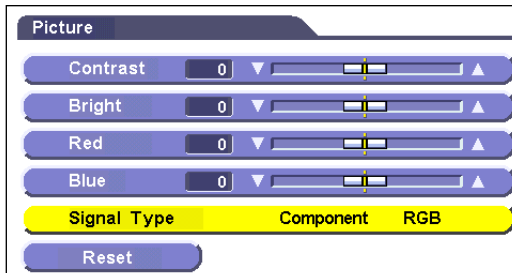 Picture
Contrast 0
Bright 0
Red 0
Blue 0
Signal Type Component RGB
Reset